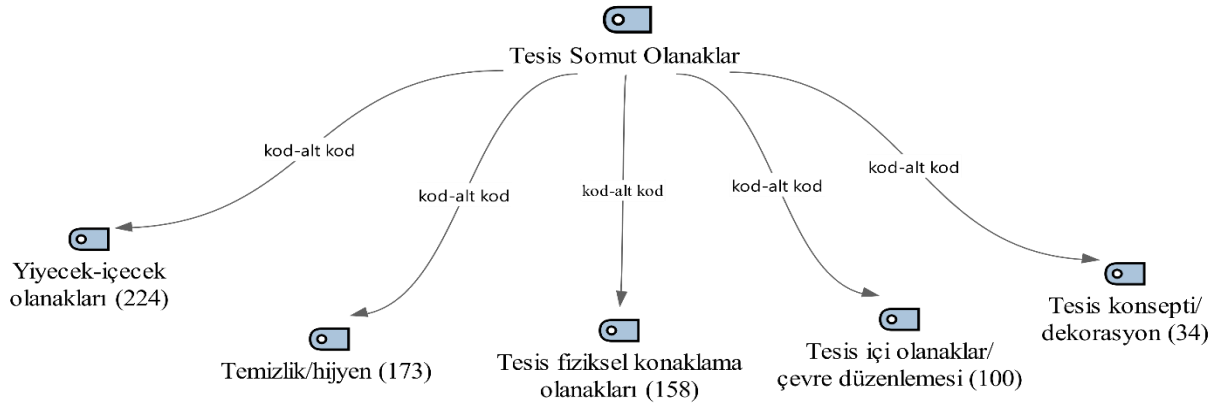 Tesis Somut Olanaklar
kod-alt kod
kod-alt kod
kod-alt kod
kod-alt kod
kod-alt kod
Yiyecek-içecek
olanakları (224)
Temizlik/hijyen (173)
Tesis fiziksel konaklama
olanakları (158)
Tesis içi olanaklar/
çevre düzenlemesi (100)
Tesis konsepti/
dekorasyon (34)